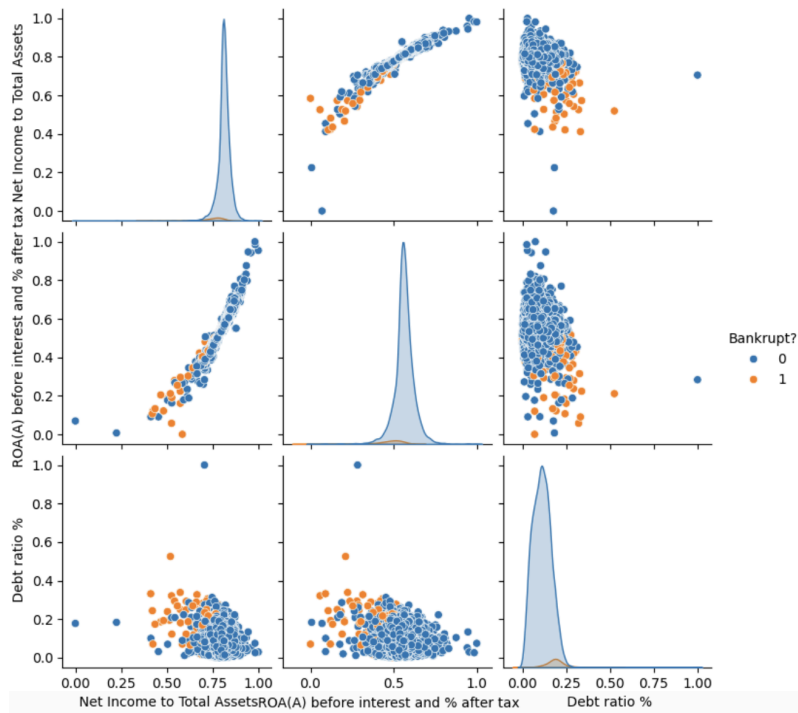 Net Income to Total Assets
1.0
0.8
0.6
0.4
0.2
0.0
ROA(A) before interest and % after tax
1.0
0.8
0.6
0.4
0.2
0.0
Bankrupt?
0
1
Debt ratio %
1.0
0.8
0.6
0.4
0.2
0.0
0.00 0.25 0.50 0.75 1.00
0.0 0.5 1.0
0.00 0.25 0.50 0.75 1.00
Net Income to Total Assets
ROA(A) before interest and % after tax
Debt ratio %